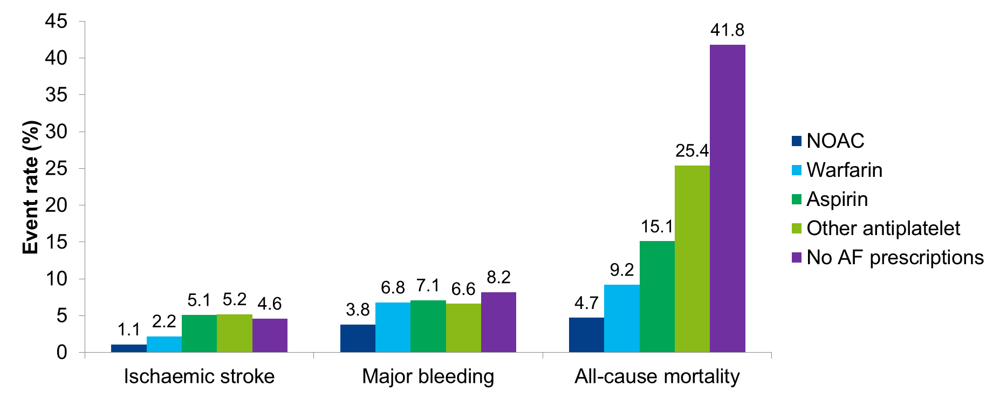 Event rate (%)
45
40
35
30
25
20
15
10
5
0
1.1
2.2
5.1
5.2
4.6
3.8
6.8
7.1
6.6
8.2
4.7
9.2
15.1
25.4
41.8
Ischaemic stroke
Major bleeding
All-cause mortality
NOAC
Warfarin
Aspirin
Other antiplatelet
No AF prescriptions